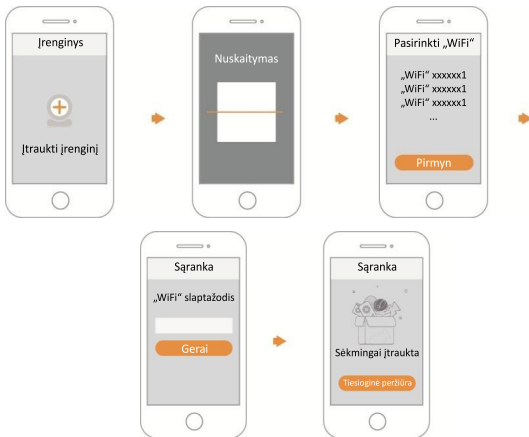 Įrenginys
Įtraukti įrenginį
Nuskaitymas
Pasirinkti „WiFi“
„WiFi“ xxxxxx1
„WiFi“ xxxxxx1
„WiFi“ xxxxxx1
...
Pirmyn
Sąranka
„WiFi“ slaptažodis
Gerai
Sąranka
Sėkmingai įtraukta
Tiesioginė peržiūra